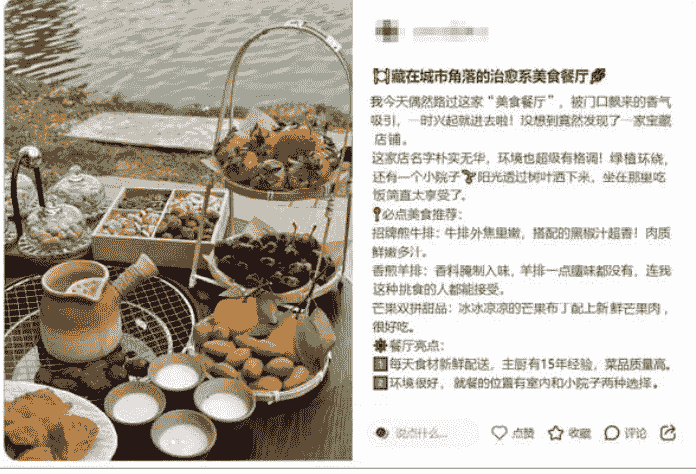 藏在城市角落的治愈系美食餐厅
我今天偶然路过这家“美食餐厅”，被门口飘来的香气
吸引，一时兴起就进去啦！没想到竟然发现了一家宝藏
店铺。
这家店名字朴实无华，环境也超级有格调！绿植环绕，
还有一个小院子🌿阳光透过树叶洒下来，坐在那里吃
饭简直太享受了。
📍必点美食推荐：
招牌煎牛排：牛排外焦里嫩，搭配的黑椒汁超香！肉质
鲜嫩多汁。
香煎羊排：香料腌制入味，羊排一点膻味都没有，连我
这种挑食的人都能接受。
芒果双拼甜品：冰冰凉凉的芒果布丁配上新鲜芒果肉，
很好吃。
餐厅亮点：
1️⃣每天食材新鲜配送，主厨有15年经验，菜品质量高。
2️⃣环境很好，就餐的位置有室内和小院子两种选择。
说点什么... 点赞 收藏 评论